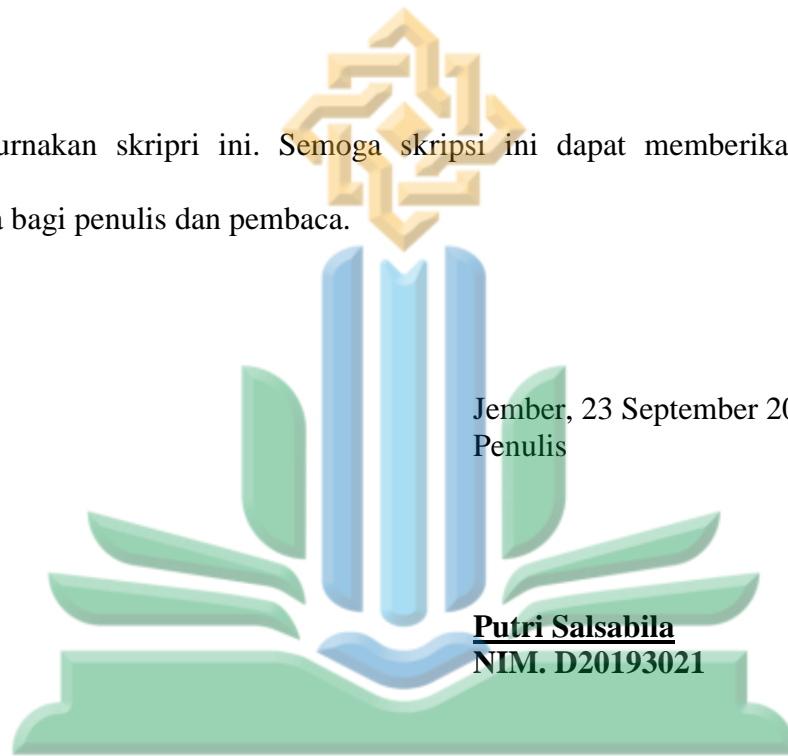 urnakan skripri ini. Semoga skripsi ini dapat memberika
bagi penulis dan pembaca.
Jember, 23 September 20
Penulis
Putri Salsabila
NIM. D20193021